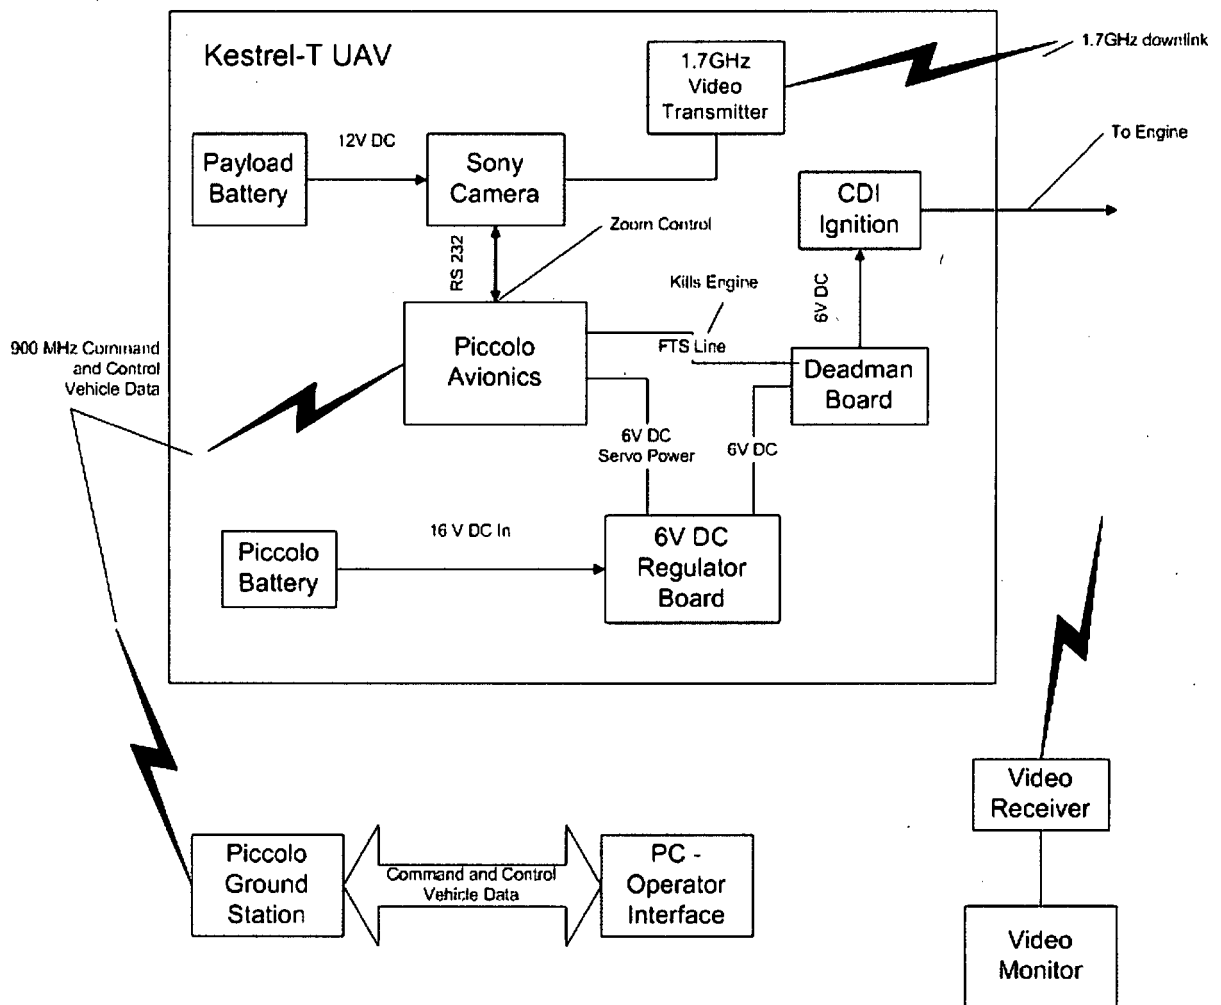 Kestrel-T UAV
1.7GHz
Video
Transmitter
1.7GHz downlink
To Engine
Payload
Battery
12V DC
Sony
Camera
CDI
Ignition
Zoom Control
RS 232
Kills Engine
6V DC
900 MHz Command
and Control
Vehicle Data
Piccolo
Avionics
FTS Line
Deadman
Board
6V DC
Servo Power
6V DC
16 V DC In
Piccolo
Battery
6V DC
Regulator
Board
Video
Receiver
Piccolo
Ground
Station
Command and Control
Vehicle Data
PC -
Operator
Interface
Video
Monitor